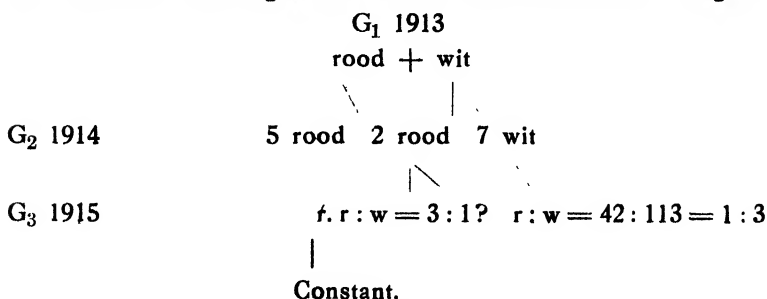 G₁ 1913
rood + wit
G₂ 1914 5 rood 2 rood 7 wit
G₃ 1915 r : w = 3 : 1? r : w = 42 : 113 = 1 : 3
Constant.